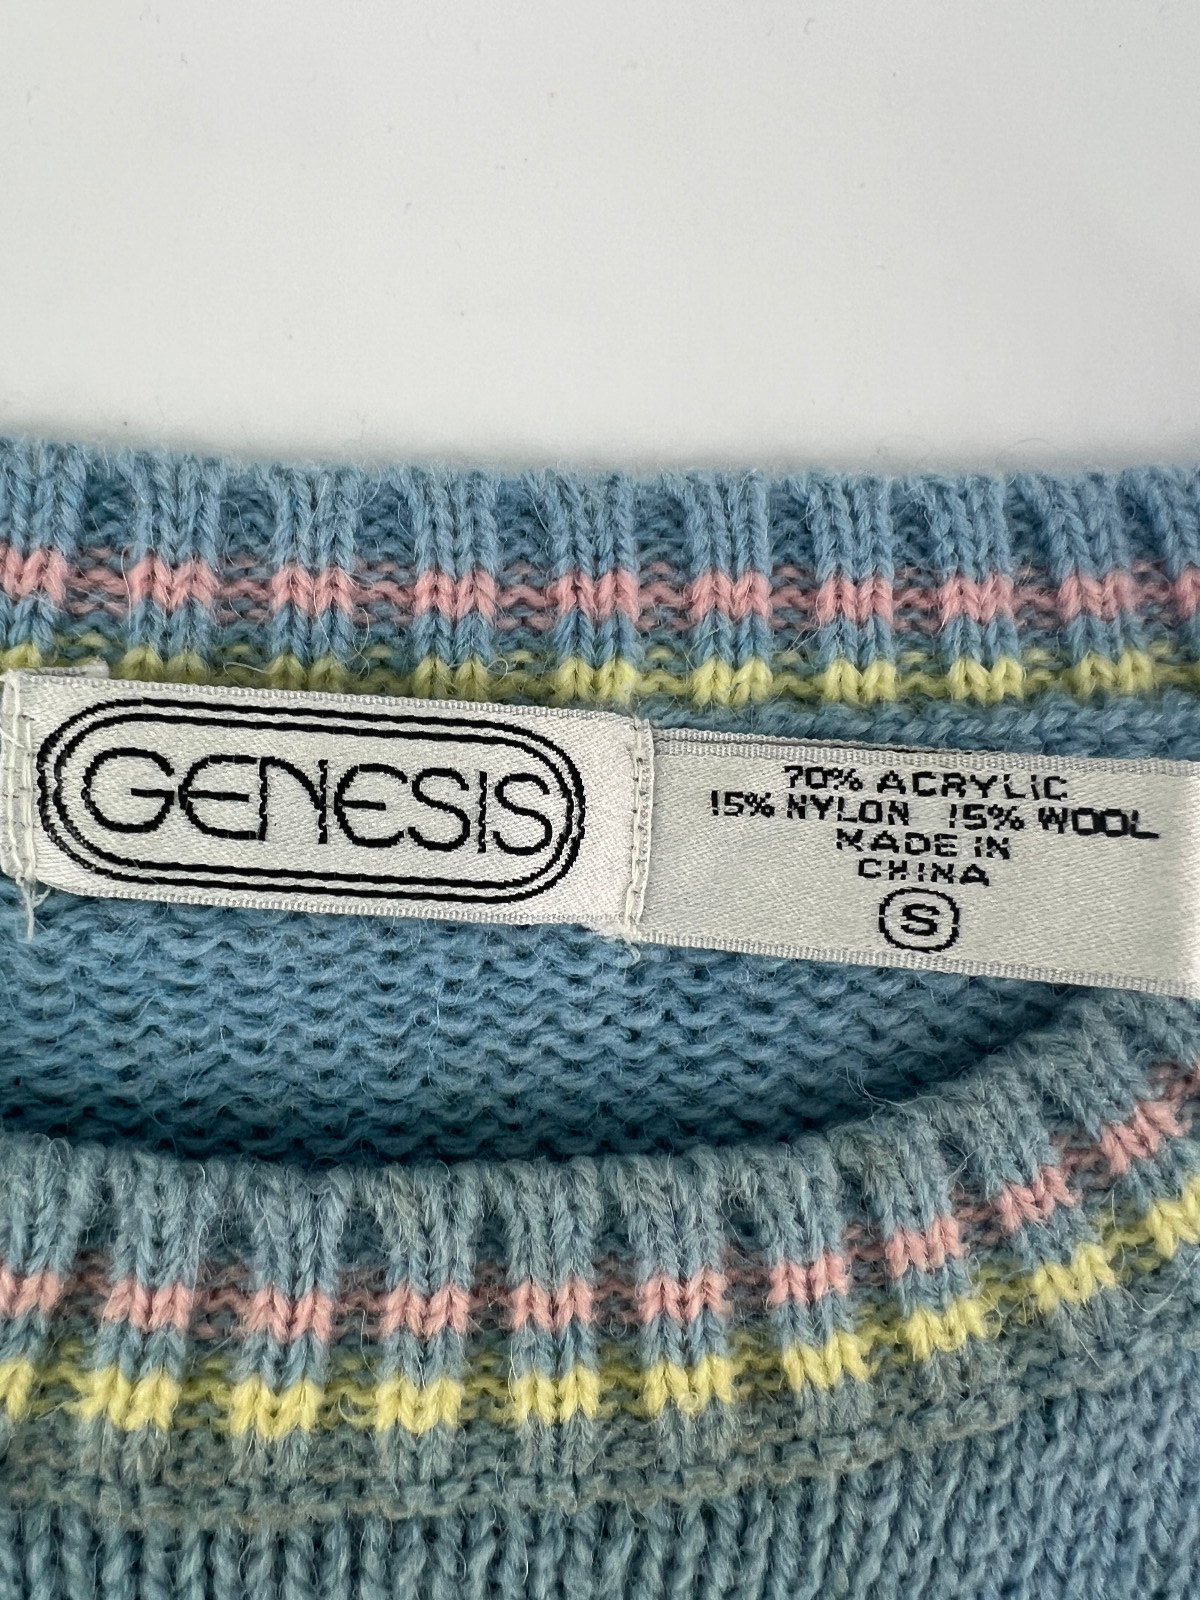 GENESIS
70% ACRYLIC
15% NYLON 15% WOOL
MADE IN
CHINA
S